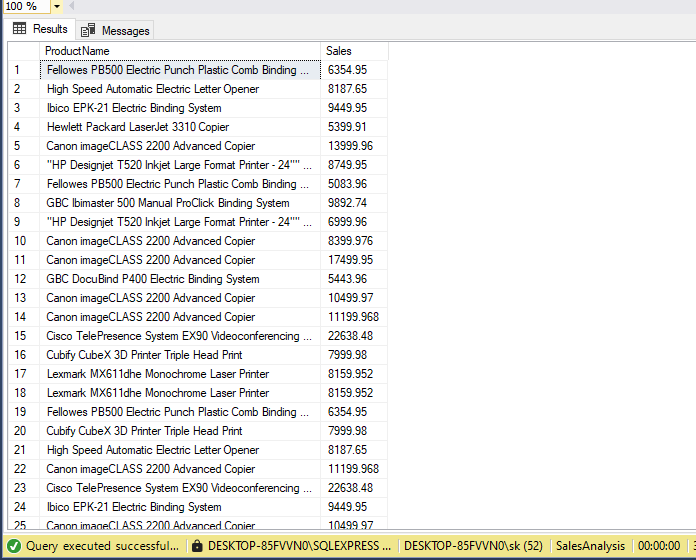 100 %
Results Messages
ProductName Sales
1 Fellowes PB500 Electric Punch Plastic Comb Binding ... 6354.95
2 High Speed Automatic Electric Letter Opener 8187.65
3 Ibico EPK-21 Electric Binding System 9449.95
4 Hewlett Packard LaserJet 3310 Copier 5399.91
5 Canon imageCLASS 2200 Advanced Copier 13999.96
6 "HP Designjet T520 Inkjet Large Format Printer - 24"" ... 8749.95
7 Fellowes PB500 Electric Punch Plastic Comb Binding ... 5083.96
8 GBC Ibimaster 500 Manual ProClick Binding System 9892.74
9 "HP Designjet T520 Inkjet Large Format Printer - 24"" ... 6999.96
10 Canon imageCLASS 2200 Advanced Copier 8399.976
11 Canon imageCLASS 2200 Advanced Copier 17499.95
12 GBC DocuBind P400 Electric Binding System 5443.96
13 Canon imageCLASS 2200 Advanced Copier 10499.97
14 Canon imageCLASS 2200 Advanced Copier 11199.968
15 Cisco TelePresence System EX90 Videoconferencing ... 22638.48
16 Cubify CubeX 3D Printer Triple Head Print 7999.98
17 Lexmark MX611dhe Monochrome Laser Printer 8159.952
18 Lexmark MX611dhe Monochrome Laser Printer 8159.952
19 Fellowes PB500 Electric Punch Plastic Comb Binding ... 6354.95
20 Cubify CubeX 3D Printer Triple Head Print 7999.98
21 High Speed Automatic Electric Letter Opener 8187.65
22 Canon imageCLASS 2200 Advanced Copier 11199.968
23 Cisco TelePresence System EX90 Videoconferencing ... 22638.48
24 Ibico EPK-21 Electric Binding System 9449.95
25 Canon imageCLASS 2200 Advanced Copier 10499.97
Query executed successful... DESKTOP-85FVVN0\SQLEXPRESS ... DESKTOP-85FVVN0\sk (52) SalesAnalysis 00:00:00